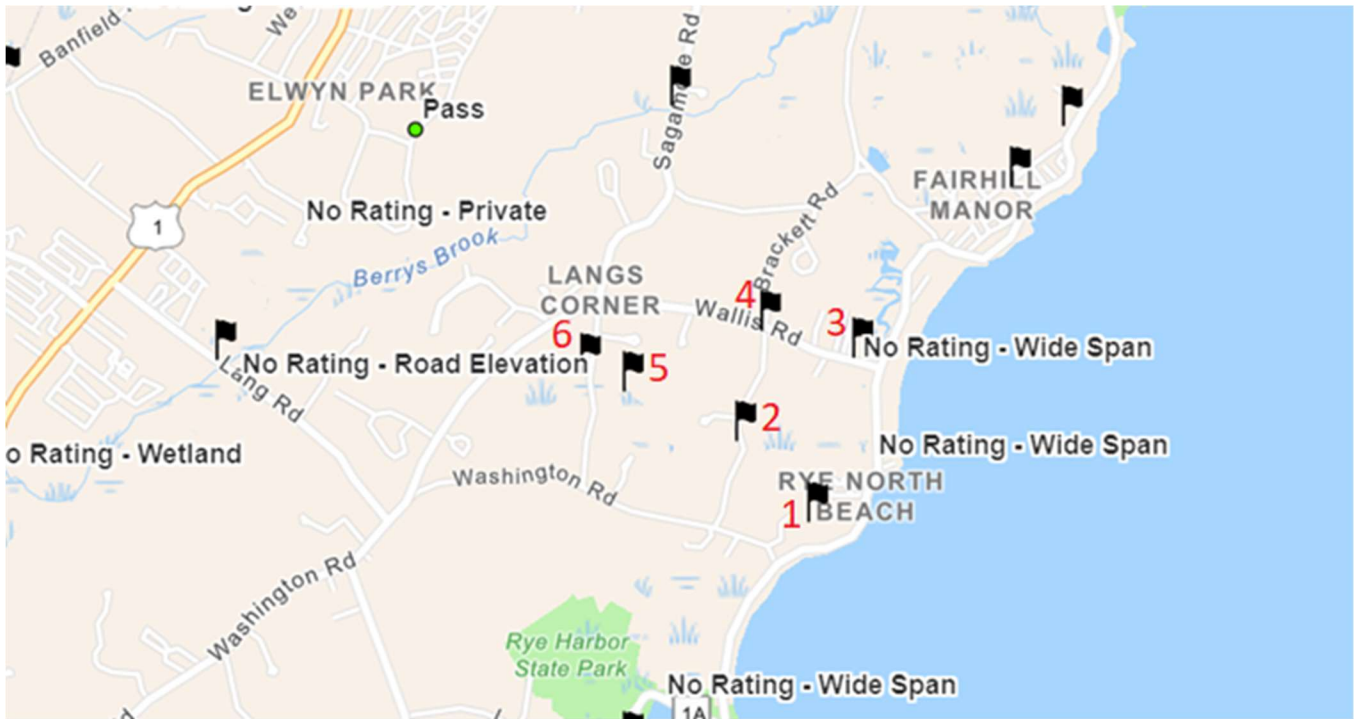 Banfield
We
Sagamore Rd
ELWYN PARK
Pass
No Rating - Private
1
Berrys Brook
Brackett Rd
FAIRHILL
MANOR
LANGS
CORNER
Wallis Rd
4
3
6
5
No Rating - Wide Span
No Rating - Road Elevation
Lang Rd
2
No Rating - Wide Span
o Rating - Wetland
Washington Rd
RYE NORTH
BEACH
1
Washington Rd
Rye Harbor
State Park
No Rating - Wide Span
1A